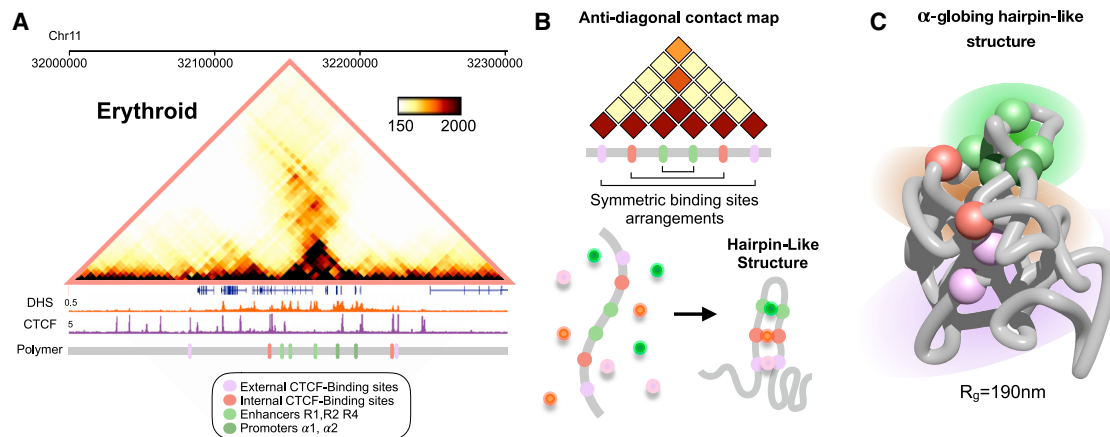 A
Chr11
32000000 32100000 32200000 32300000
Erythroid
150 2000
DHS 0.5
CTCF 5
Polymer
External CTCF-Binding sites
Internal CTCF-Binding sites
Enhancers R1,R2 R4
Promoters α1, α2
B
Anti-diagonal contact map
Symmetric binding sites
arrangements
Hairpin-Like
Structure
C
α-globing hairpin-like
structure
Rg=190nm